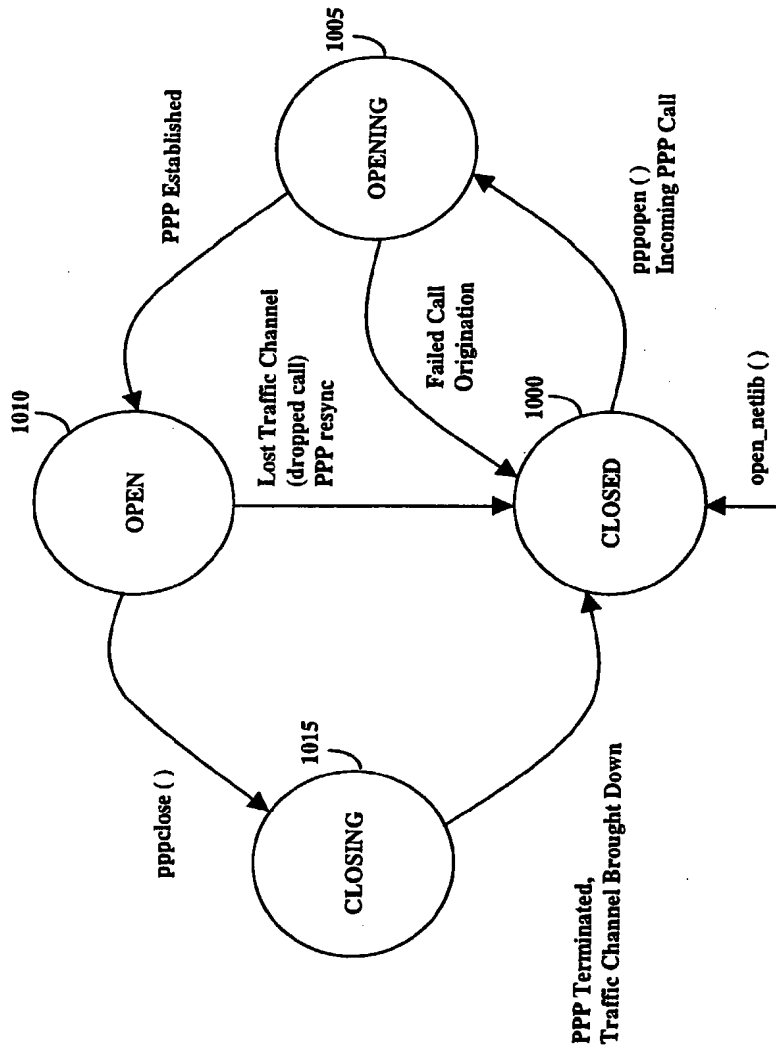 1010
OPEN
PPP Established
1005
OPENING
pppclose ( )
Lost Traffic Channel
(dropped call)
PPP resync
Failed Call
Origination
1015
CLOSING
1000
CLOSED
pppopen ( )
Incoming PPP Call
PPP Terminated,
Traffic Channel Brought Down
open_netlib ( )